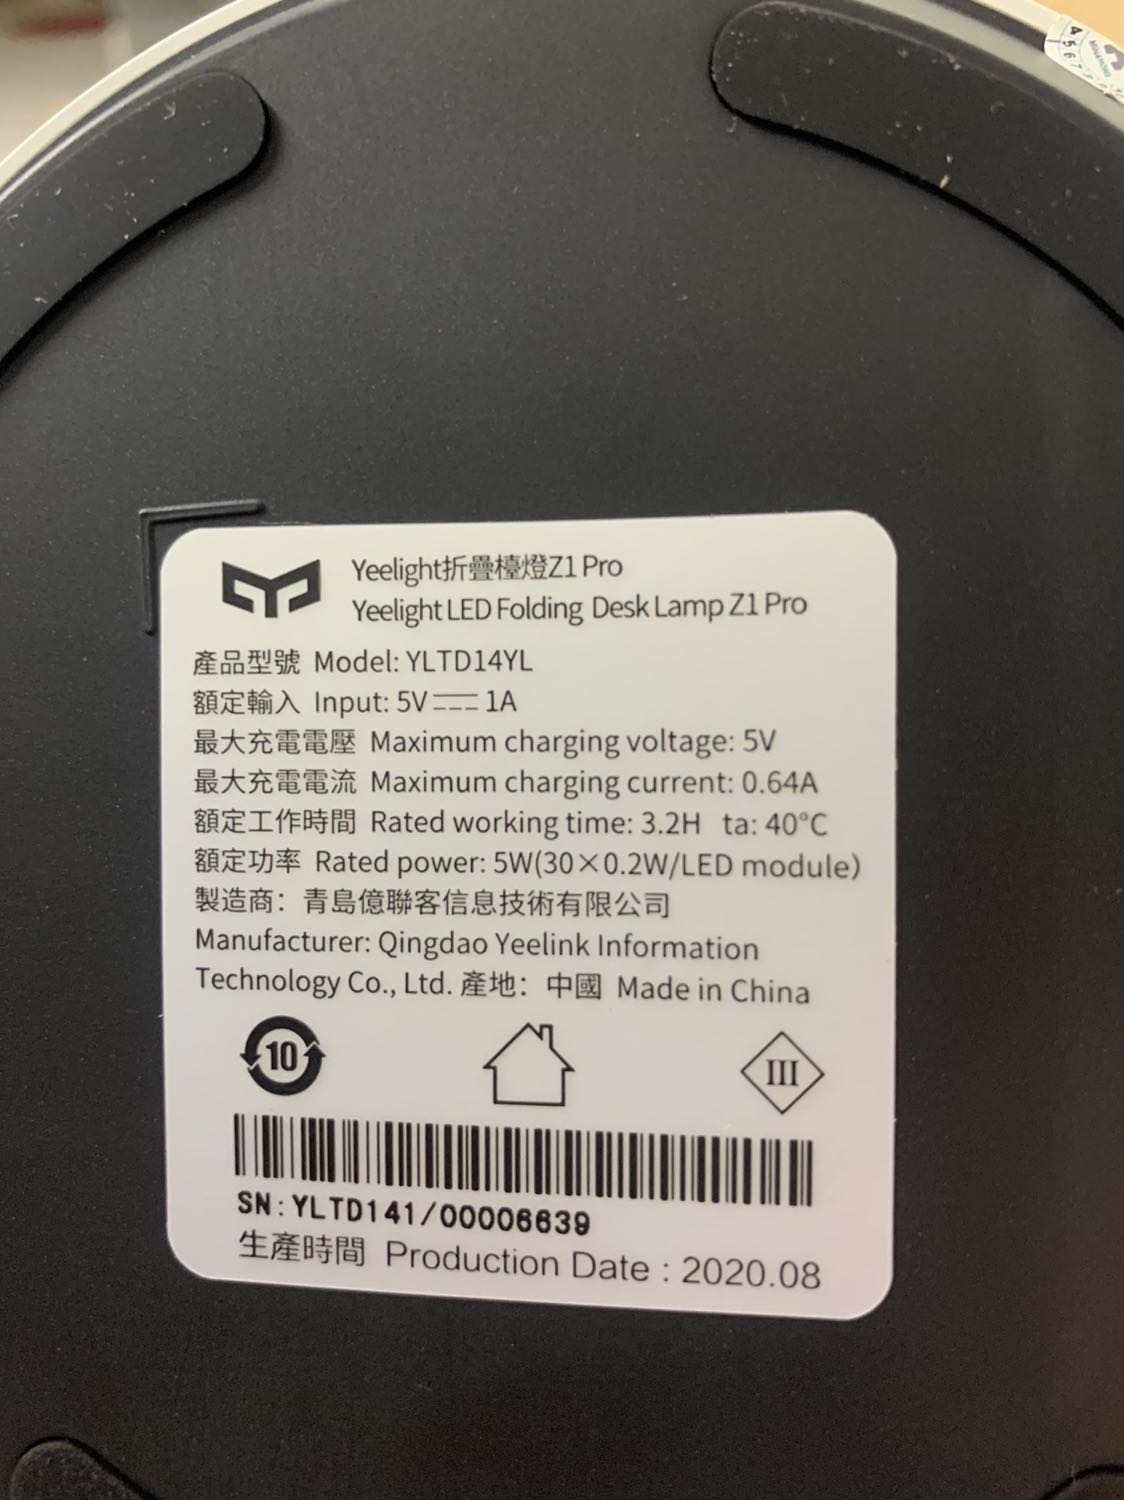 Yeelight折疊檯燈Z1 Pro
Yeelight LED Folding Desk Lamp Z1 Pro
產品型號 Model: YLTD14YL
額定輸入 Input: 5V⎓1A
最大充電電壓 Maximum charging voltage: 5V
最大充電電流 Maximum charging current: 0.64A
額定工作時間 Rated working time: 3.2H ta: 40°C
額定功率 Rated power: 5W(30×0.2W/LED module)
製造商：青島億聯客信息技術有限公司
Manufacturer: Qingdao Yeelink Information
Technology Co., Ltd. 產地：中國 Made in China
10
III
SN:YLTD141/00006639
生產時間 Production Date : 2020.08